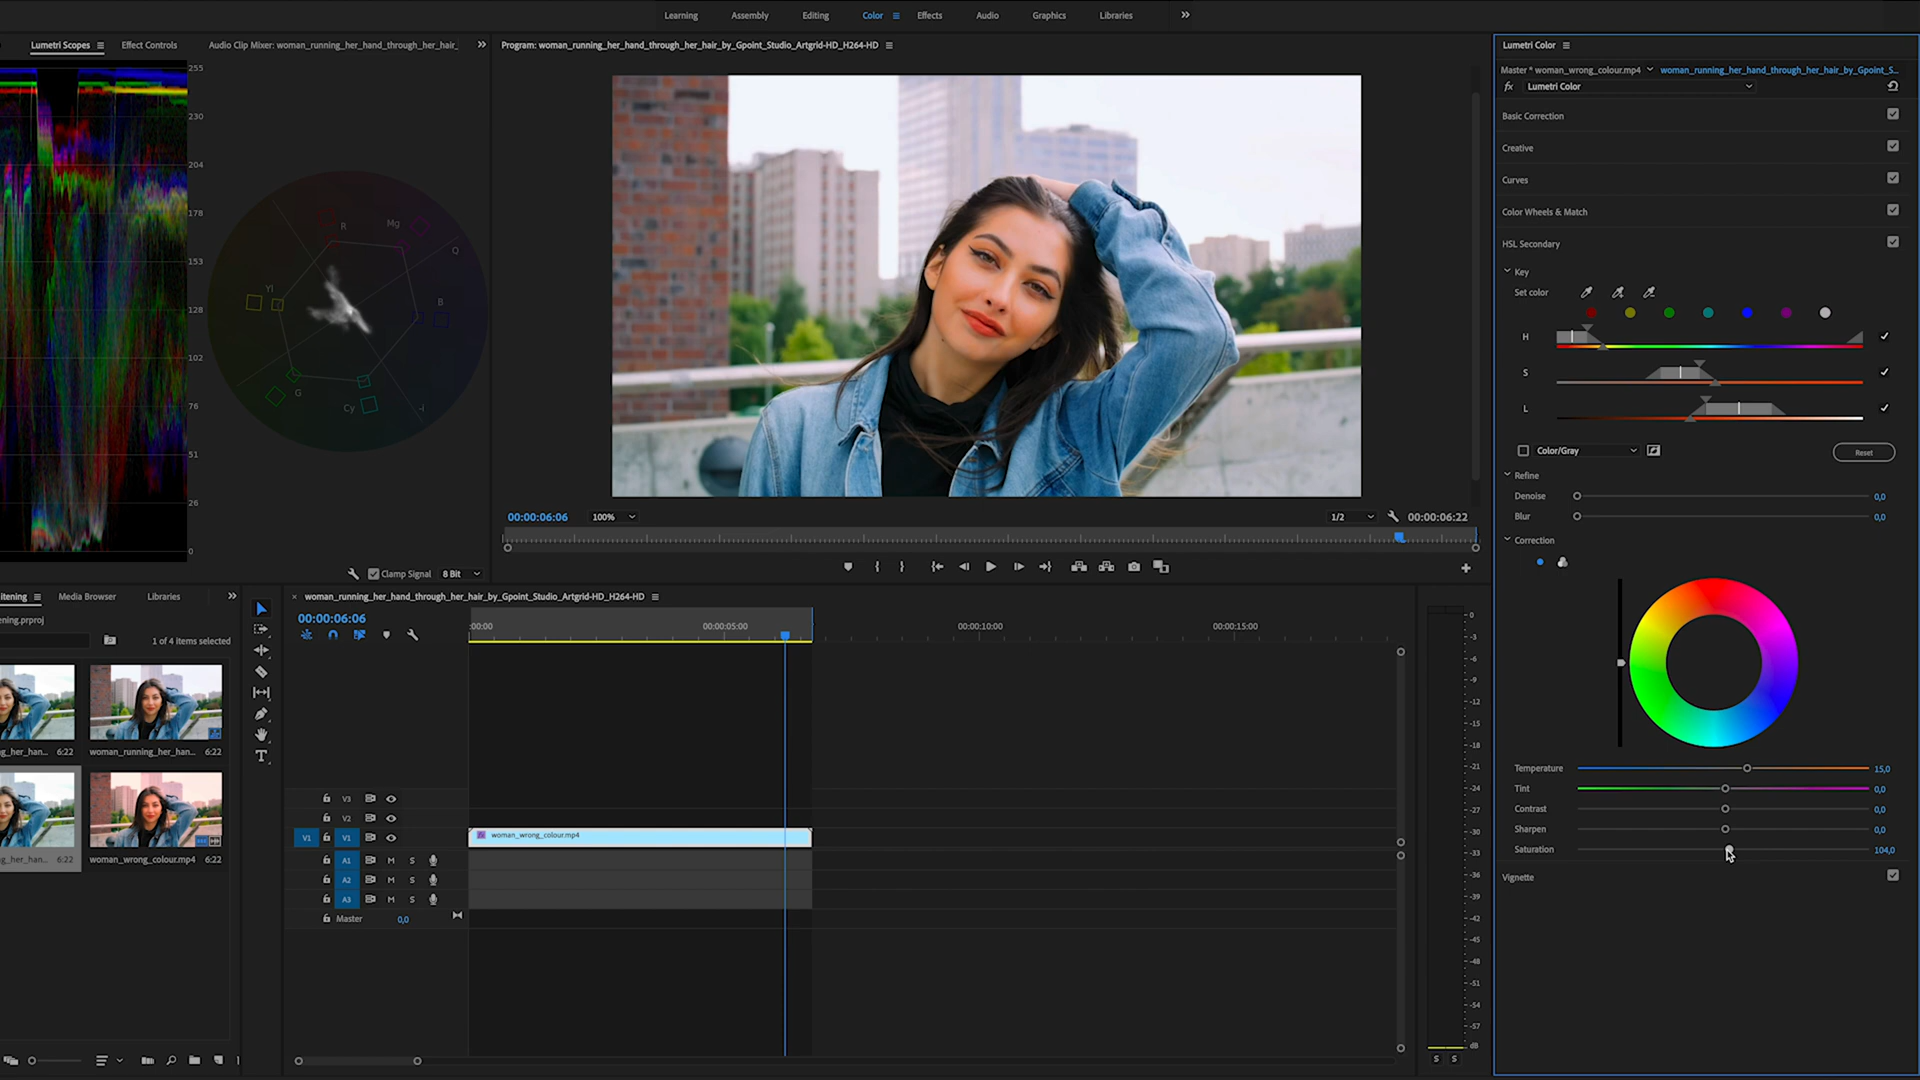 Learning Assembly Editing Color Effects Audio Graphics Libraries
Lumetri Scopes Effect Controls Audio Clip Mixer: woman_running_her_hand_through_her_hair_
255
230
204
178
153
128
102
76
51
26
0
R Mg Q B I Cy G Yl
Clamp Signal 8 Bit
Program: woman_running_her_hand_through_her_hair_by_Gpoint_Studio_Artgrid-HD_H264-HD
00:00:06:06 100% 1/2 00:00:06:22
Lumetri Color
Master * woman_wrong_colour.mp4 woman_running_her_hand_through_her_hair_by_Gpoint_S...
fx Lumetri Color
Basic Correction
Creative
Curves
Color Wheels & Match
HSL Secondary
Key
Set color
H
S
L
Color/Gray Reset
Refine
Denoise 0,0
Blur 0,0
Correction
Temperature 15,0
Tint 0,0
Contrast 0,0
Sharpen 0,0
Saturation 104,0
Vignette
itening Media Browser Libraries
ening.prproj
1 of 4 items selected
g_her_han... 6:22 woman_running_her_han... 6:22
g_her_han... 6:22 woman_wrong_colour.mp4 6:22
woman_running_her_hand_through_her_hair_by_Gpoint_Studio_Artgrid-HD_H264-HD
00:00:06:06
:00:00 00:00:05:00 00:00:10:00 00:00:15:00
V3
V2
V1 V1 woman_wrong_colour.mp4
A1 M S
A2 M S
A3 M S
Master 0,0
T
0
-3
-6
-9
-12
-15
-18
-21
-24
-27
-30
-33
-36
-39
-42
-45
-48
-51
-54
-57
dB
S S